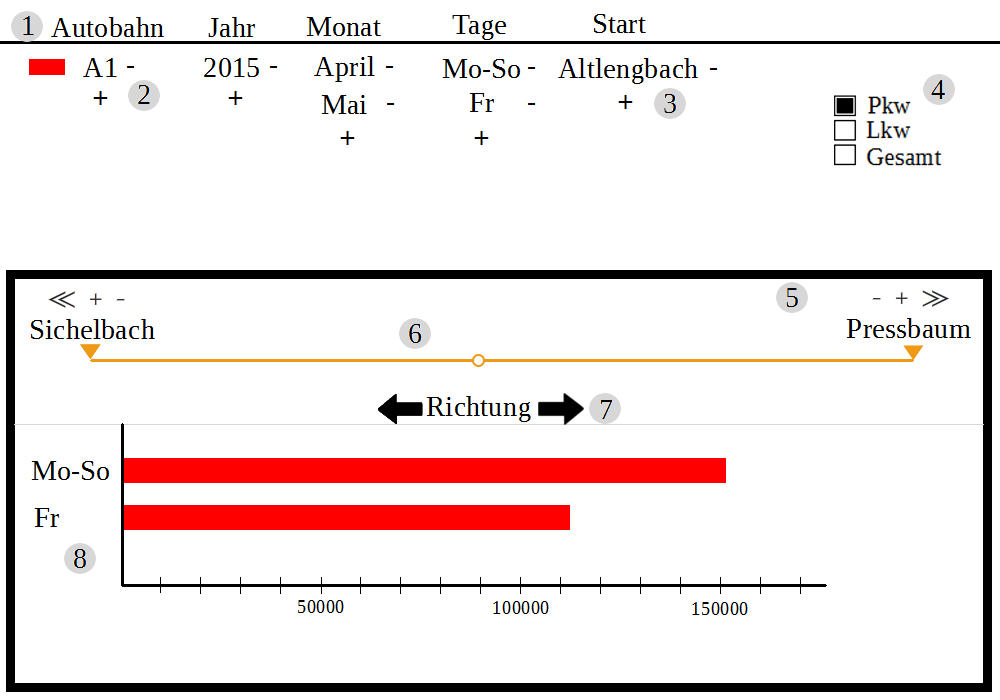 1 Autobahn Jahr Monat Tage Start
A1 - 2015 - April - Mo-So - Altlengbach -
+ 2 + Mai - Fr - + 3 4
+ +
Pkw
Lkw
Gesamt
≪ + - 5 - + ≫
Sichelbach 6 Pressbaum
Richtung 7
Mo-So
Fr
8
50000 100000 150000